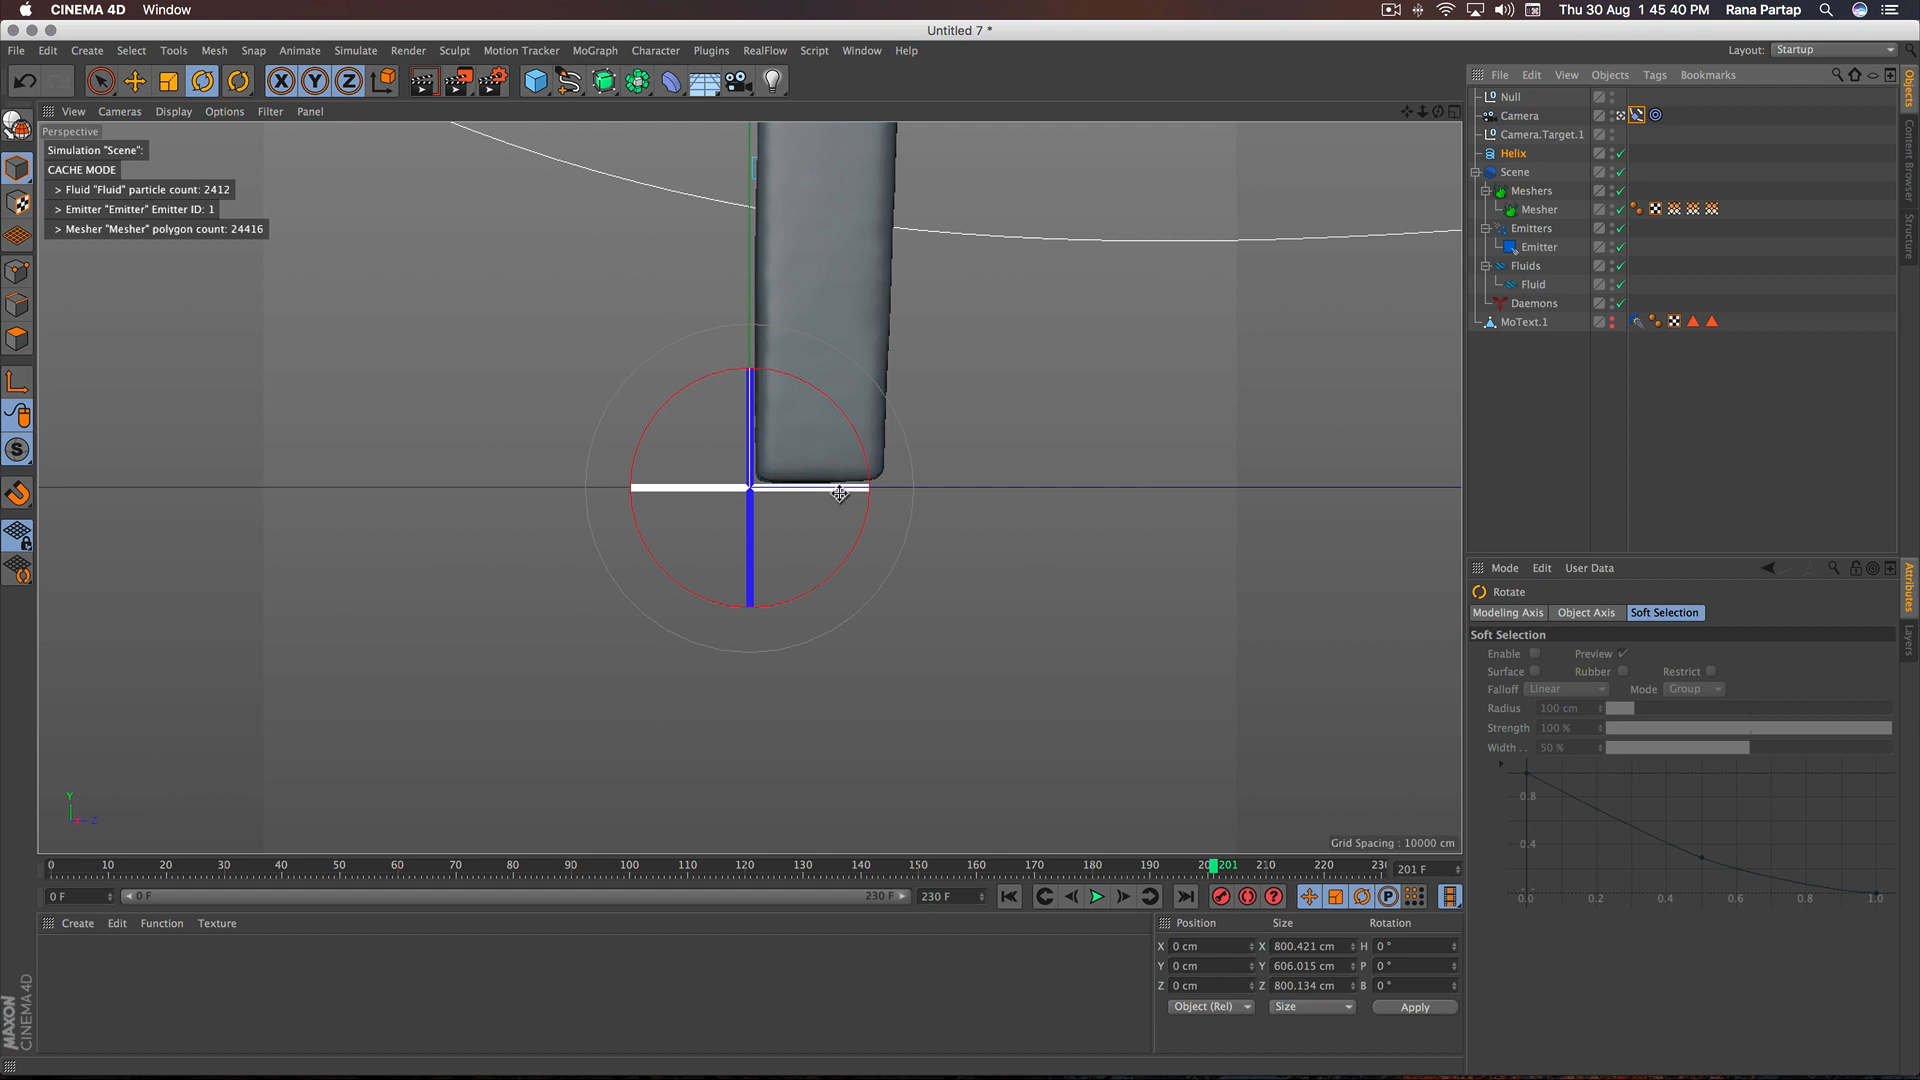 CINEMA 4D Window
Thu 30 Aug 1 45 40 PM Rana Partap
Untitled 7 *
File Edit Create Select Tools Mesh Snap Animate Simulate Render Sculpt Motion Tracker MoGraph Character Plugins RealFlow Script Window Help
Layout: Startup
X Y Z
File Edit View Objects Tags Bookmarks
View Cameras Display Options Filter Panel
Perspective
Simulation "Scene":
CACHE MODE
> Fluid "Fluid" particle count: 2412
> Emitter "Emitter" Emitter ID: 1
> Mesher "Mesher" polygon count: 24416
Null
Camera
Camera.Target.1
Helix
Scene
Meshers
Mesher
Emitters
Emitter
Fluids
Fluid
Daemons
MoText.1
Objects
Content Browser
Structure
Mode Edit User Data
Rotate
Modeling Axis Object Axis Soft Selection
Soft Selection
Enable Preview
Surface Rubber Restrict
Falloff Linear Mode Group
Radius 100 cm
Strength 100 %
Width . . 50 %
0.8
0.4
0.0 0.2 0.4 0.6 0.8 1.0
Attributes
Layers
Y
Z
Grid Spacing : 10000 cm
0 10 20 30 40 50 60 70 80 90 100 110 120 130 140 150 160 170 180 190 201 210 220 201 F
0 F 0 F 230 F 230 F
Create Edit Function Texture
Position Size Rotation
X 0 cm X 800.421 cm H 0 °
Y 0 cm Y 606.015 cm P 0 °
Z 0 cm Z 800.134 cm B 0 °
Object (Rel) Size Apply
MAXON
CINEMA 4D